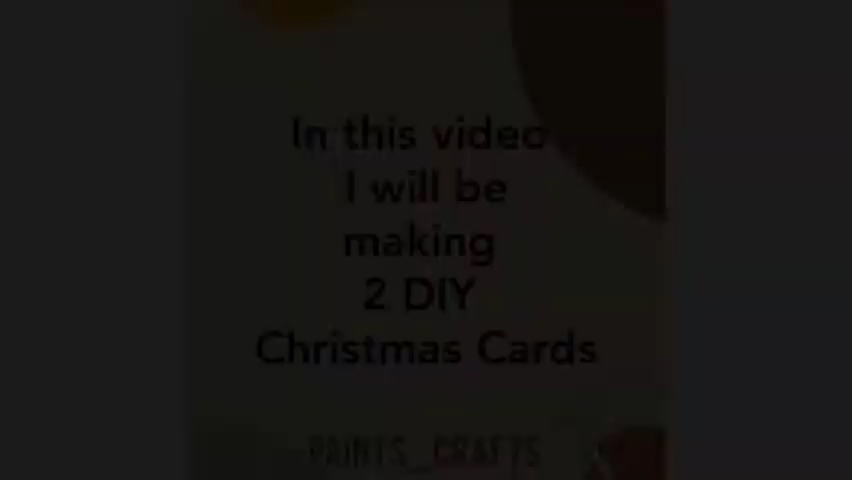 In this video
I will be
making
2 DIY
Christmas Cards
PAINTS_CRAFTS